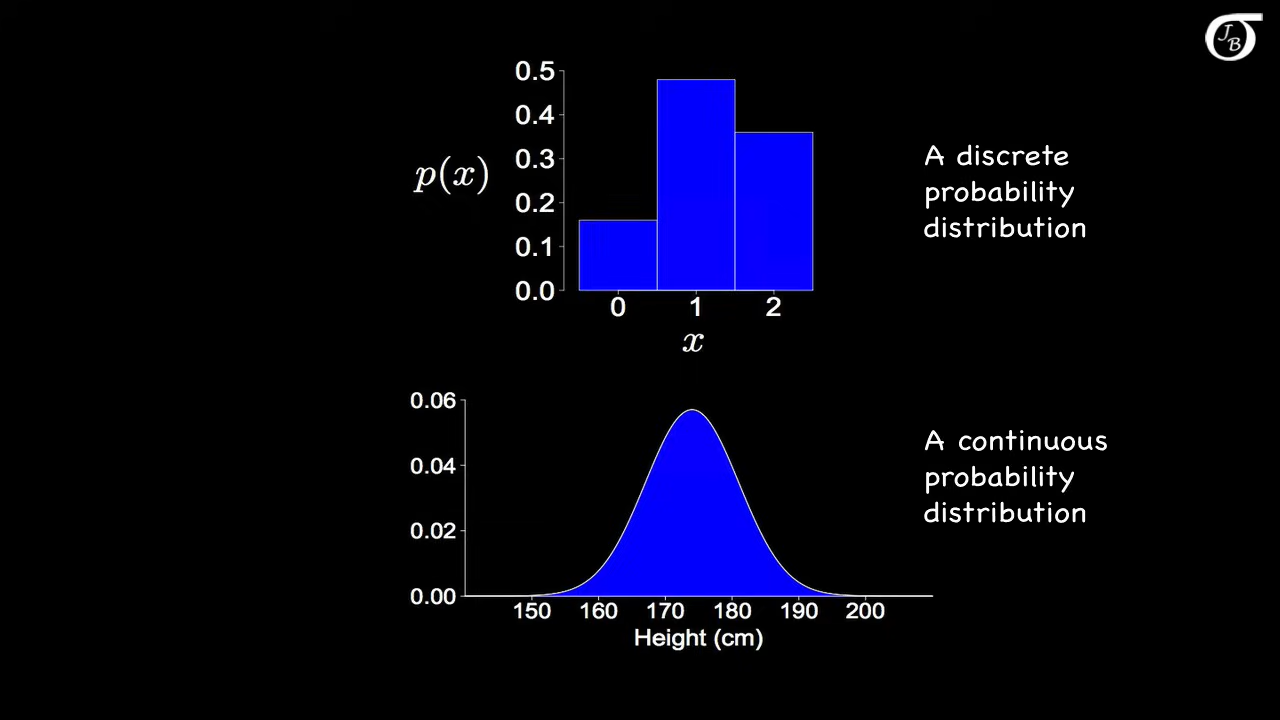 J
B
0.5
0.4
0.3
0.2
0.1
0.0
p(x)
0 1 2
x
A discrete
probability
distribution
0.06
0.04
0.02
0.00
150 160 170 180 190 200
Height (cm)
A continuous
probability
distribution